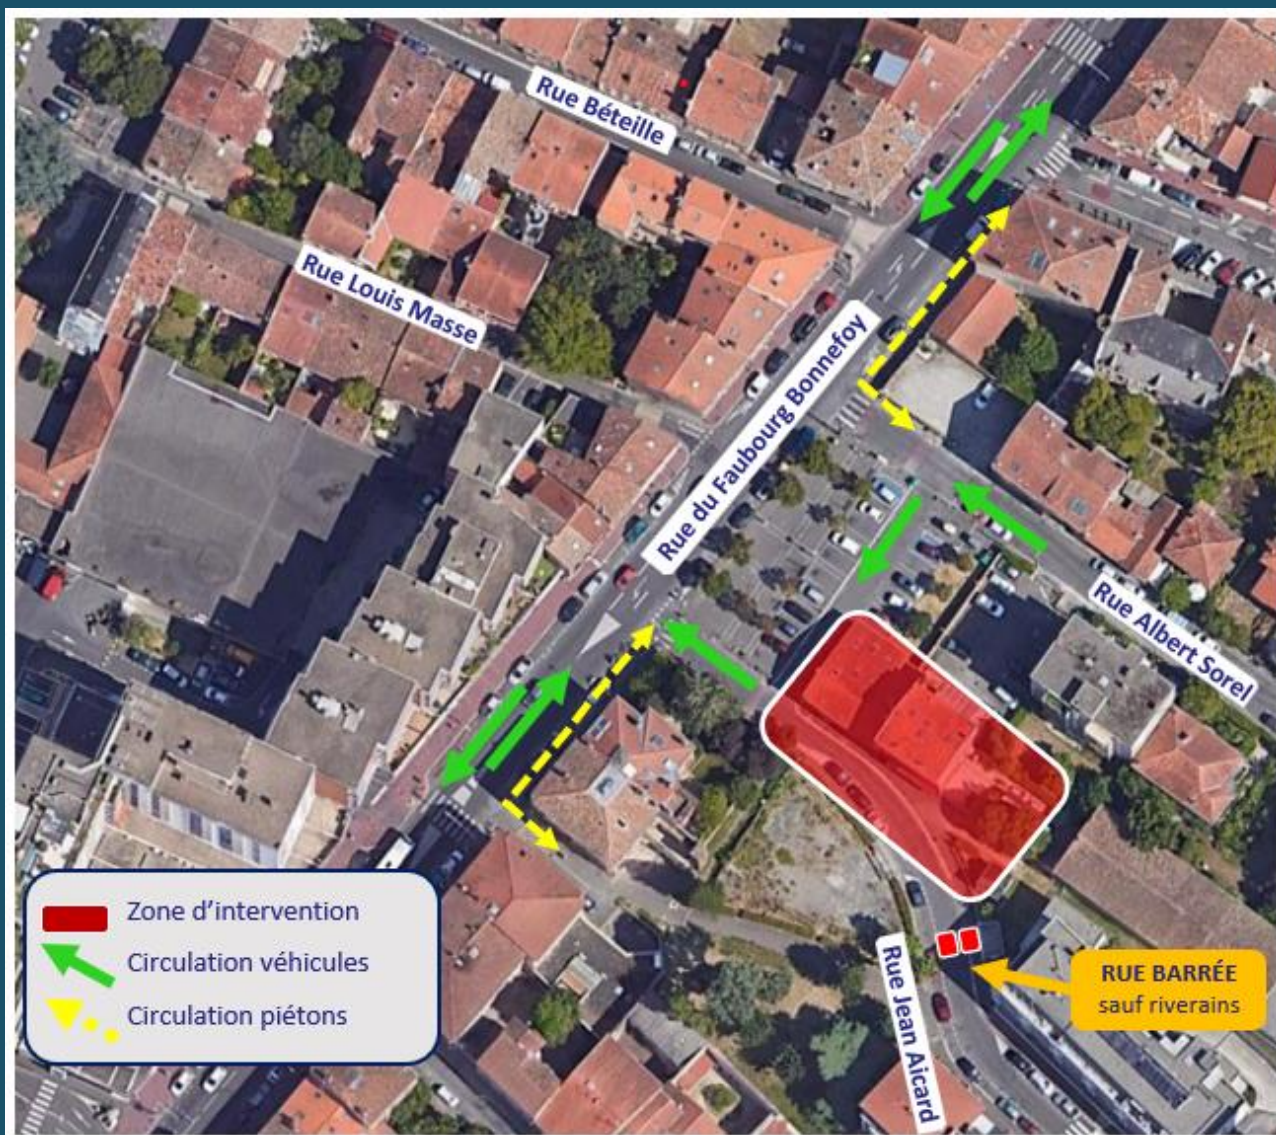 Rue Béteille
Rue Louis Masse
Rue du Faubourg Bonnefoy
Rue Albert Sorel
Rue Jean Aicard
RUE BARRÉE
sauf riverains
Zone d'intervention
Circulation véhicules
Circulation piétons